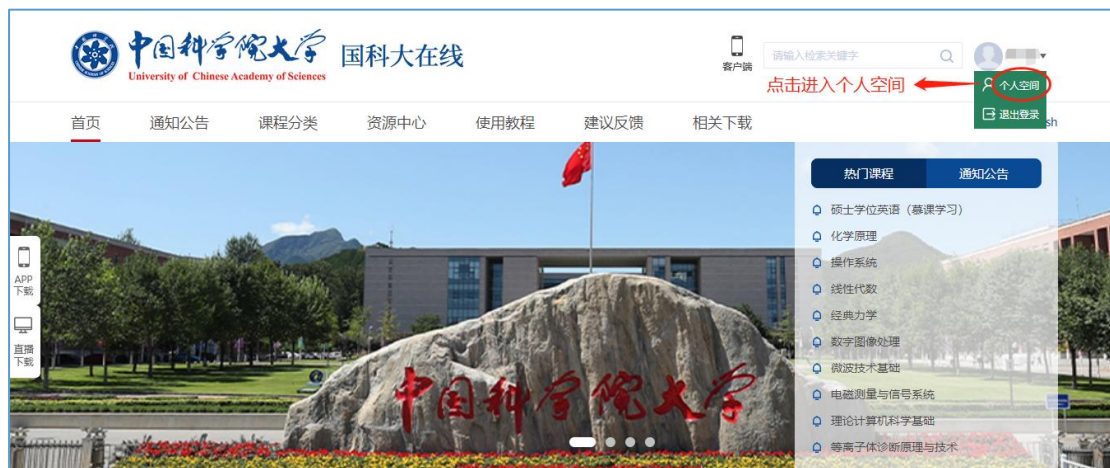 中国科学院大学
University of Chinese Academy of Sciences
国科大在线
客户端
请输入检索关键字
点击进入个人空间
个人空间
退出登录
sh
首页 通知公告 课程分类 资源中心 使用教程 建议反馈 相关下载
热门课程 通知公告
硕士学位英语（慕课学习）
化学原理
操作系统
线性代数
经典力学
数字图像处理
微波技术基础
电磁测量与信号系统
理论计算机科学基础
等离子体诊断原理与技术
APP
下载
直播
下载
中国科学院大学